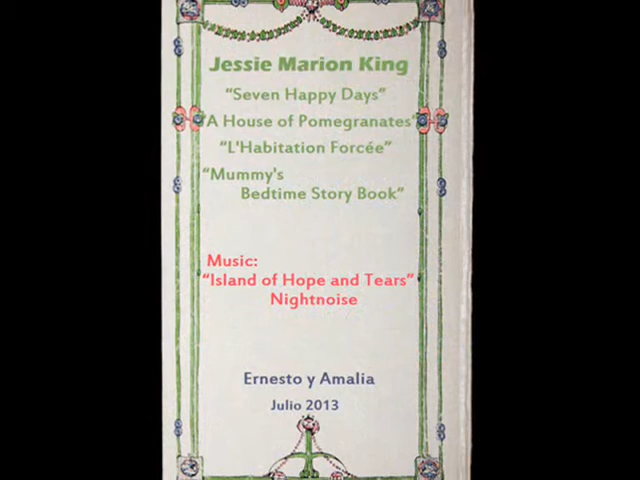 Jessie Marion King
"Seven Happy Days"
"A House of Pomegranates"
"L'Habitation Forcée"
"Mummy's
Bedtime Story Book"
Music:
"Island of Hope and Tears"
Nightnoise
Ernesto y Amalia
Julio 2013